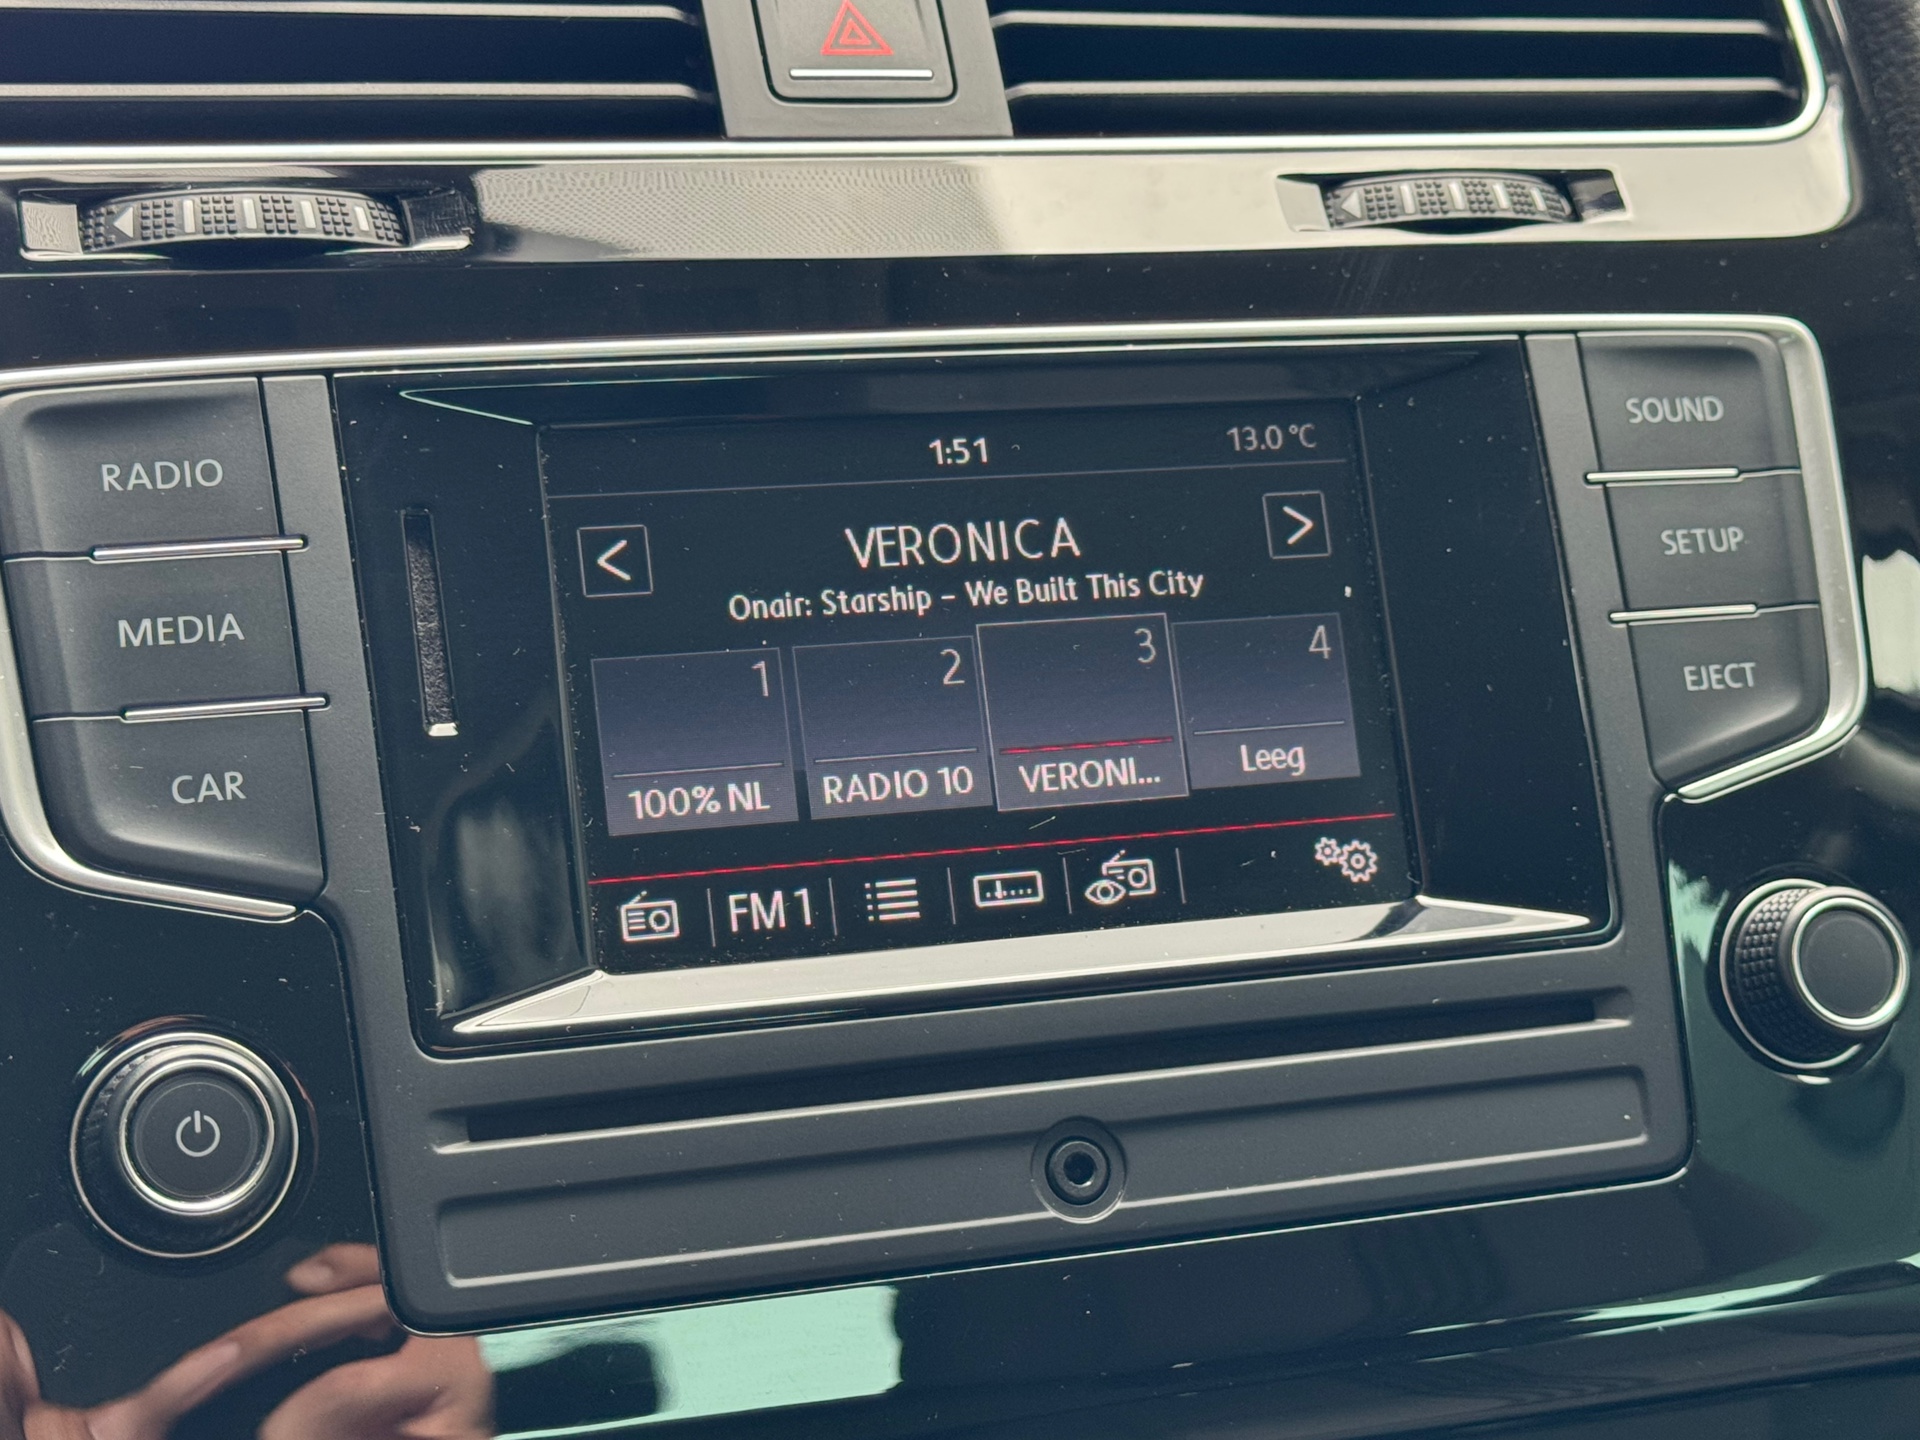 1:51 13.0 °C
VERONICA
Onair: Starship - We Built This City
1 2 3 4
100% NL RADIO 10 VERONI... Leeg
FM 1
RADIO
MEDIA
CAR
SOUND
SETUP
EJECT